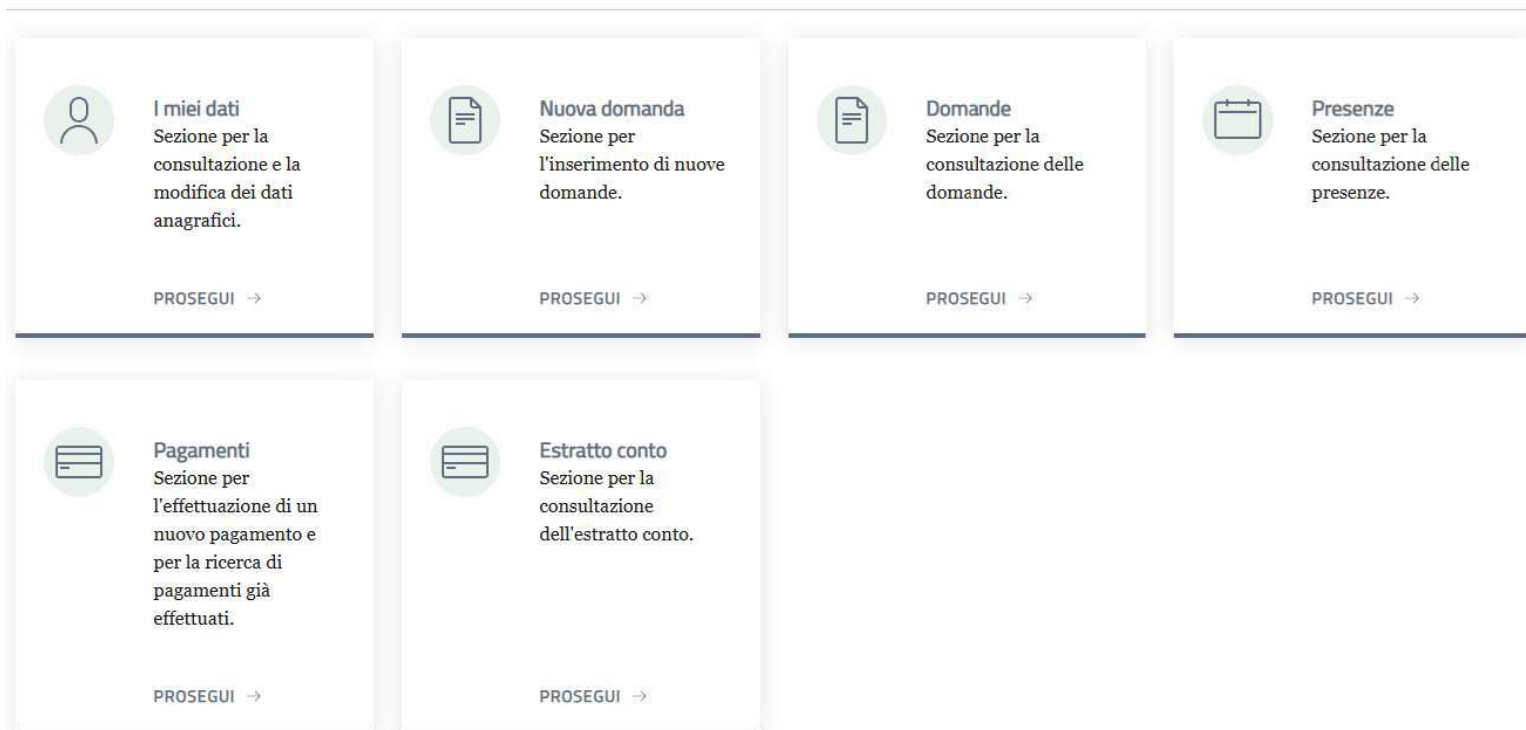 I miei dati
Sezione per la
consultazione e la
modifica dei dati
anagrafici.
PROSEGUI →
Nuova domanda
Sezione per
l'inserimento di nuove
domande.
PROSEGUI →
Domande
Sezione per la
consultazione delle
domande.
PROSEGUI →
Presenze
Sezione per la
consultazione delle
presenze.
PROSEGUI →
Pagamenti
Sezione per
l'effettuazione di un
nuovo pagamento e
per la ricerca di
pagamenti già
effettuati.
PROSEGUI →
Estratto conto
Sezione per la
consultazione
dell'estratto conto.
PROSEGUI →